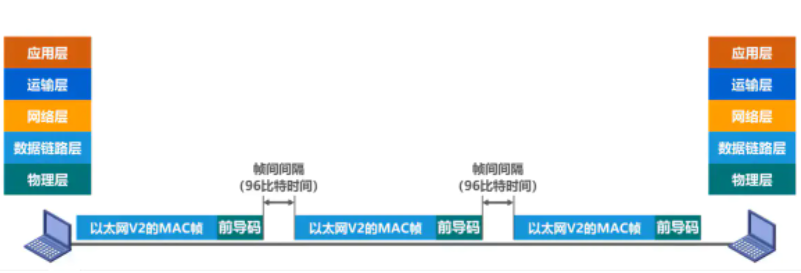 应用层
运输层
网络层
数据链路层
物理层
应用层
运输层
网络层
数据链路层
物理层
帧间间隔
(96比特时间)
帧间间隔
(96比特时间)
以太网V2的MAC帧 前导码 以太网V2的MAC帧 前导码 以太网V2的MAC帧 前导码